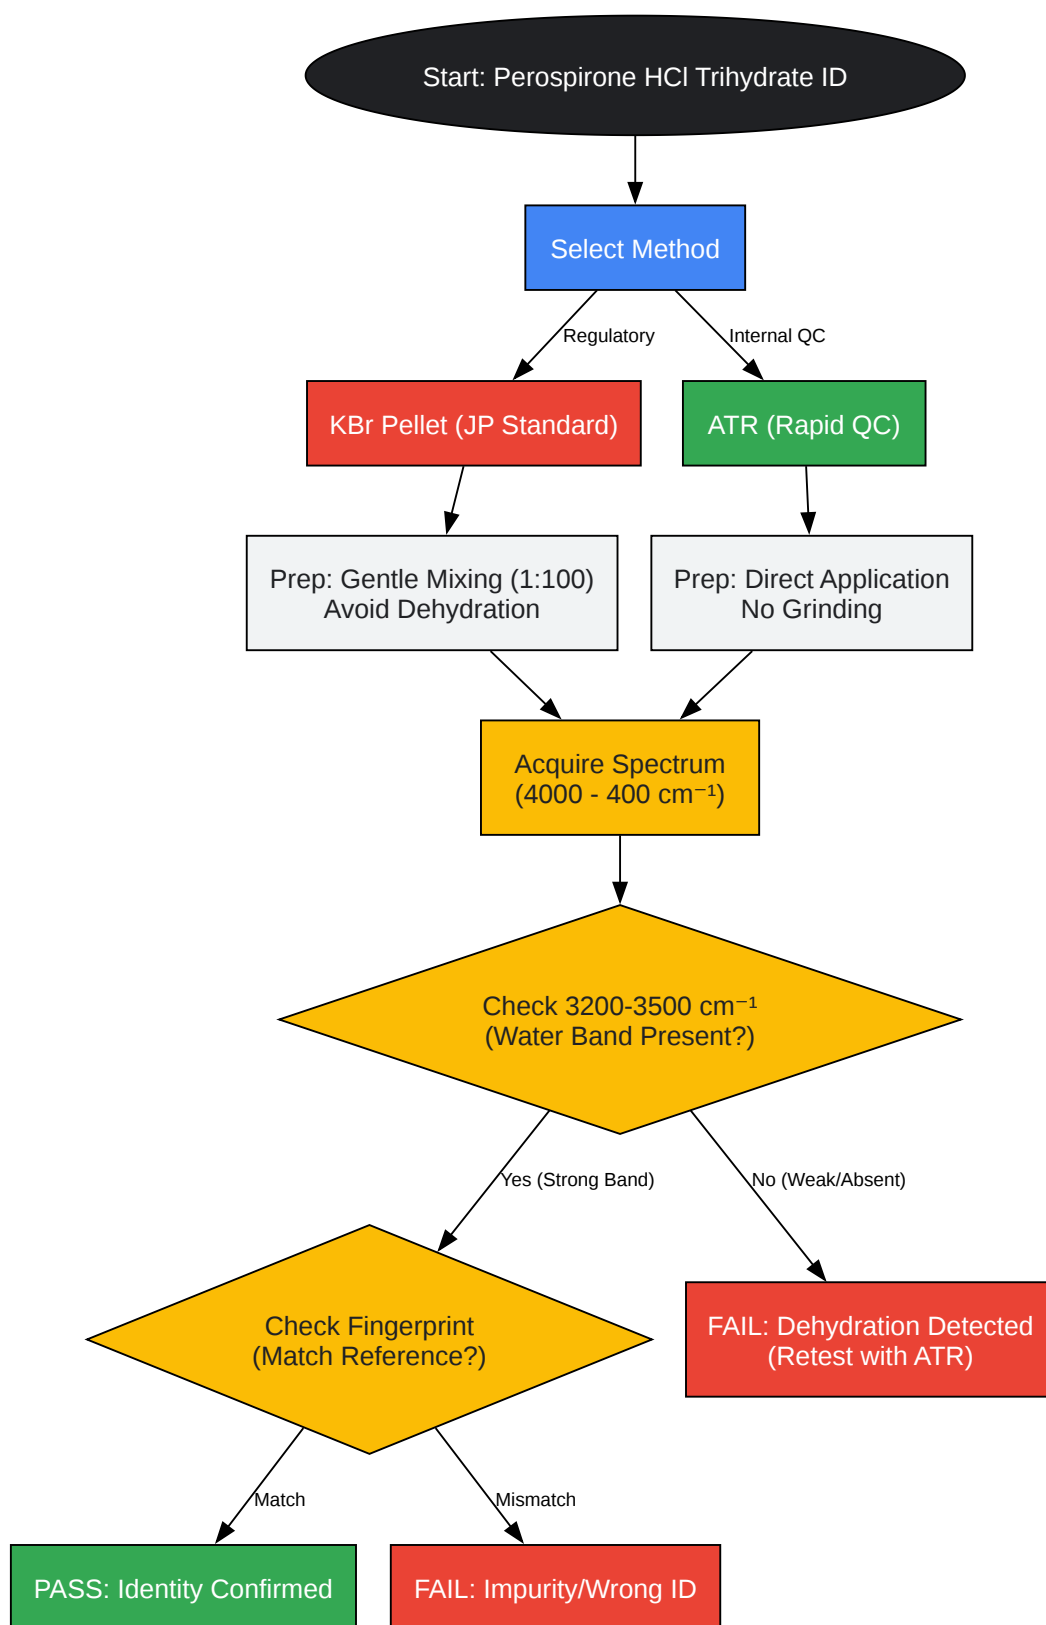 Start: Perospirone HCl Trihydrate ID
Select Method
Regulatory
Internal QC
KBr Pellet (JP Standard)
ATR (Rapid QC)
Prep: Gentle Mixing (1:100)
Avoid Dehydration
Prep: Direct Application
No Grinding
Acquire Spectrum
(4000 - 400 cm⁻¹)
Check 3200-3500 cm⁻¹
(Water Band Present?)
Yes (Strong Band)
No (Weak/Absent)
Check Fingerprint
(Match Reference?)
FAIL: Dehydration Detected
(Retest with ATR)
Match
Mismatch
PASS: Identity Confirmed
FAIL: Impurity/Wrong ID